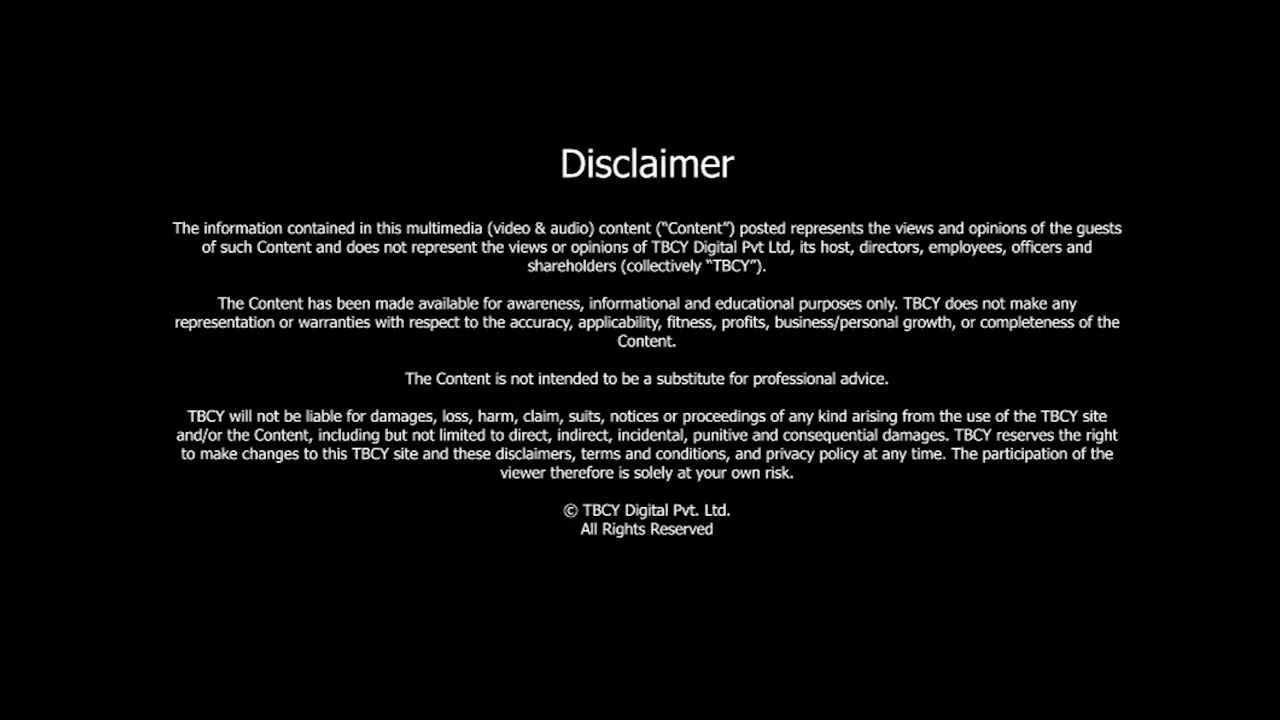 Disclaimer
The information contained in this multimedia (video & audio) content (“Content”) posted represents the views and opinions of the guests
of such Content and does not represent the views or opinions of TBCY Digital Pvt Ltd, its host, directors, employees, officers and
shareholders (collectively “TBCY”).
The Content has been made available for awareness, informational and educational purposes only. TBCY does not make any
representation or warranties with respect to the accuracy, applicability, fitness, profits, business/personal growth, or completeness of the
Content.
The Content is not intended to be a substitute for professional advice.
TBCY will not be liable for damages, loss, harm, claim, suits, notices or proceedings of any kind arising from the use of the TBCY site
and/or the Content, including but not limited to direct, indirect, incidental, punitive and consequential damages. TBCY reserves the right
to make changes to this TBCY site and these disclaimers, terms and conditions, and privacy policy at any time. The participation of the
viewer therefore is solely at your own risk.
© TBCY Digital Pvt. Ltd.
All Rights Reserved